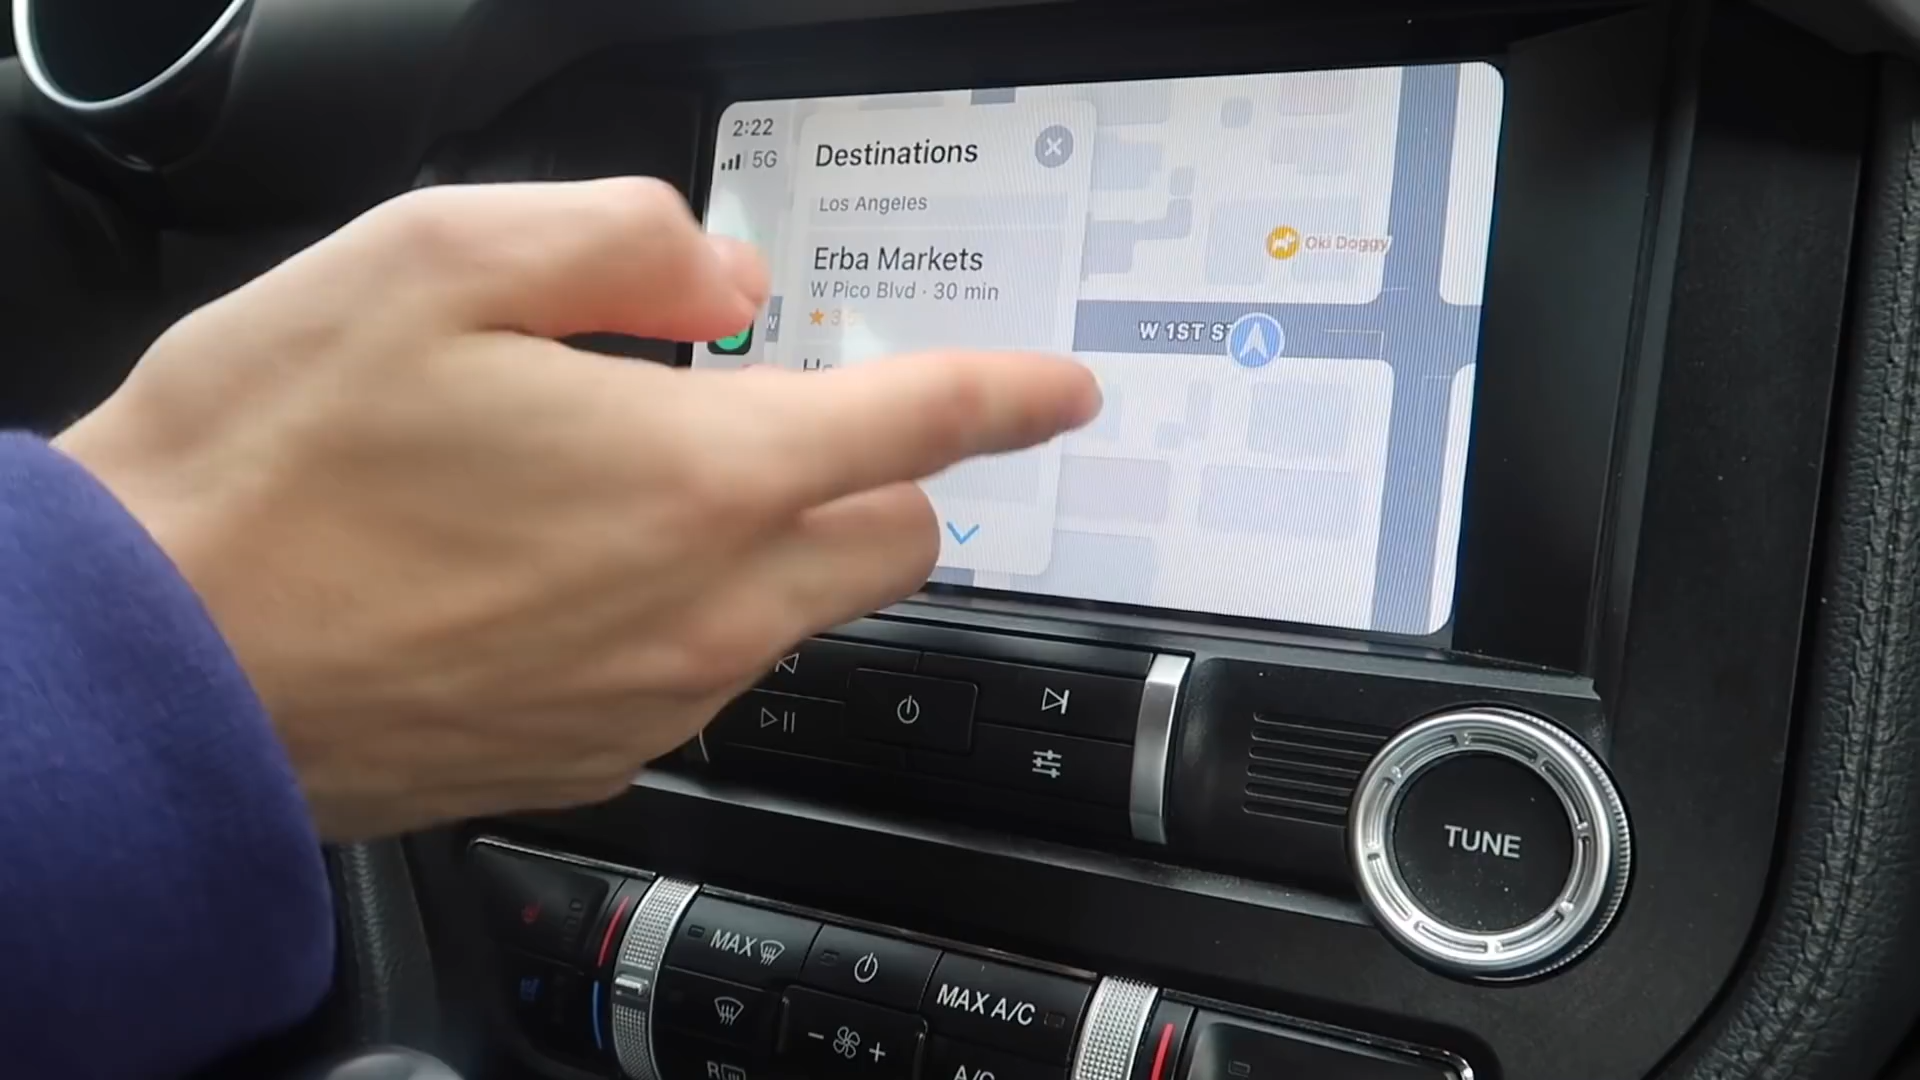 2:22
5G
Destinations
Los Angeles
Erba Markets
W Pico Blvd · 30 min
Oki Doggy
W 1ST ST
W
TUNE
MAX
MAX A/C
- +
R
A/C